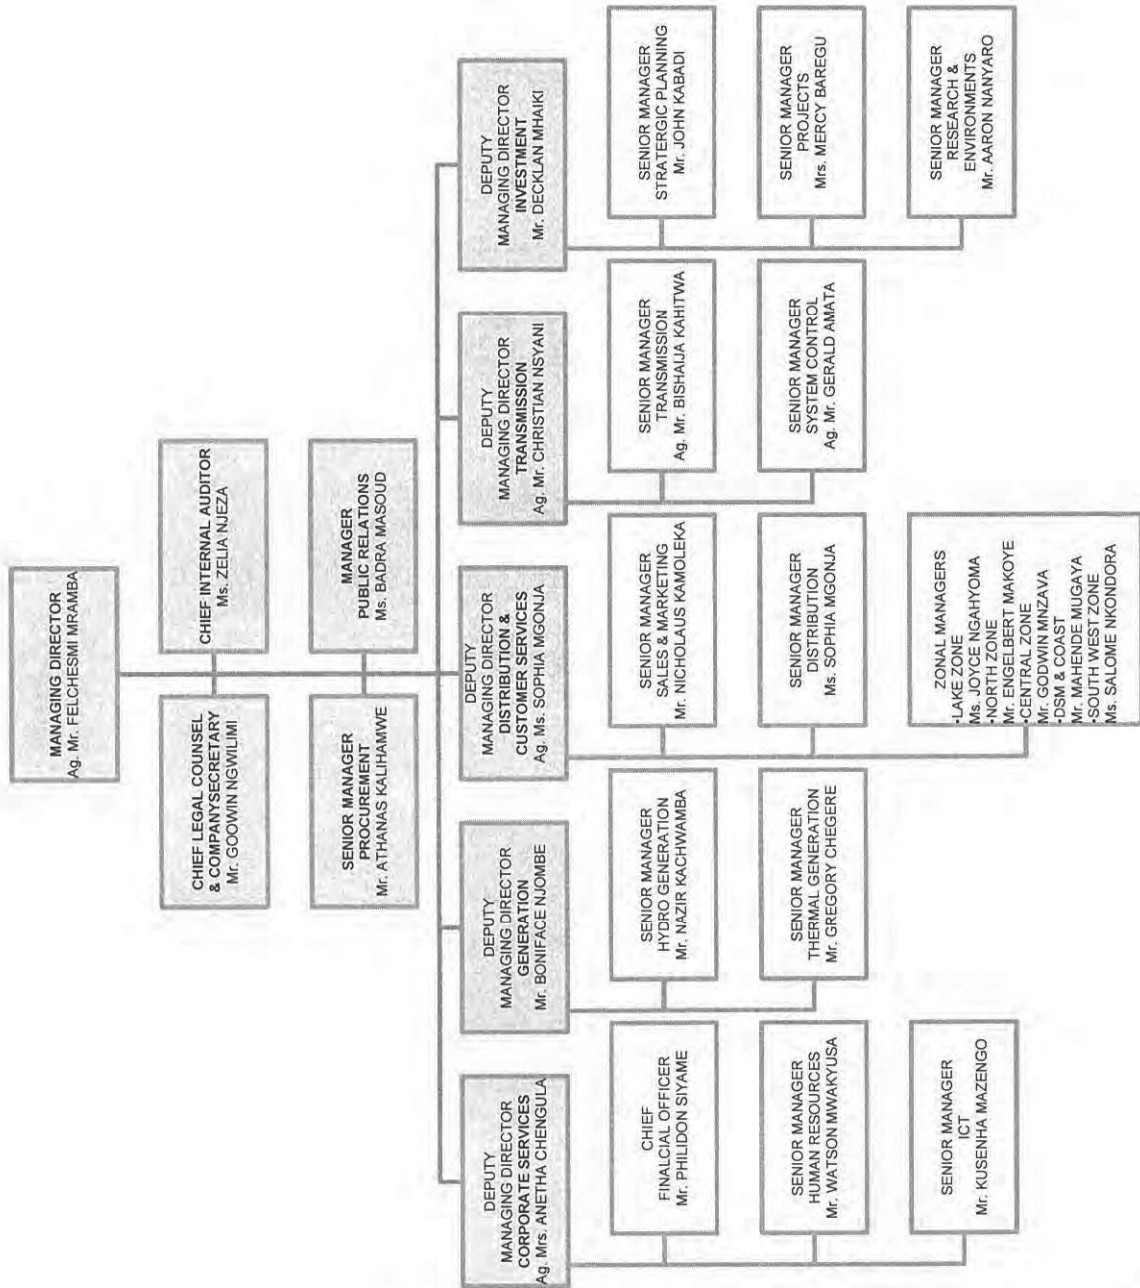 MANAGING DIRECTOR
Ag. Mr. FELCHESMI MRAMBA
CHIEF LEGAL COUNSEL
& COMPANYSECRETARY
Mr. GOOWIN NGWILIMI
CHIEF INTERNAL AUDITOR
Ms. ZELIA NJEZA
SENIOR MANAGER
PROCUREMENT
Mr. ATHANAS KALIHAMWE
MANAGER
PUBLIC RELATIONS
Ms. BADRA MASOUD
DEPUTY
MANAGING DIRECTOR
CORPORATE SERVICES
Ag. Mrs. ANETHA CHENGULA
DEPUTY
MANAGING DIRECTOR
GENERATION
Mr. BONIFACE NJOMBE
DEPUTY
MANAGING DIRECTOR
DISTRIBUTION &
CUSTOMER SERVICES
Ag. Ms. SOPHIA MGONJA
DEPUTY
MANAGING DIRECTOR
TRANSMISSION
Ag. Mr. CHRISTIAN NSYANI
DEPUTY
MANAGING DIRECTOR
INVESTMENT
Mr. DECKLAN MHAIKI
CHIEF
FINALCIAL OFFICER
Mr. PHILIDON SIYAME
SENIOR MANAGER
HYDRO GENERATION
Mr. NAZIR KACHWAMBA
SENIOR MANAGER
SALES & MARKETING
Mr. NICHOLAUS KAMOLEKA
SENIOR MANAGER
TRANSMISSION
Ag. Mr. BISHAIJA KAHITWA
SENIOR MANAGER
STRATERGIC PLANNING
Mr. JOHN KABADI
SENIOR MANAGER
HUMAN RESOURCES
Mr. WATSON MWAKYUSA
SENIOR MANAGER
THERMAL GENERATION
Mr. GREGORY CHEGERE
SENIOR MANAGER
DISTRIBUTION
Ms. SOPHIA MGONJA
SENIOR MANAGER
SYSTEM CONTROL
Ag. Mr. GERALD AMATA
SENIOR MANAGER
PROJECTS
Mrs. MERCY BAREGU
SENIOR MANAGER
ICT
Mr. KUSENHA MAZENGO
ZONAL MANAGERS
•LAKE ZONE
Ms. JOYCE NGAHYOMA
•NORTH ZONE
Mr. ENGELBERT MAKOYE
•CENTRAL ZONE
Mr. GODWIN MNZAVA
•DSM & COAST
Mr. MAHENDE MUGAYA
•SOUTH WEST ZONE
Ms. SALOME NKONDORA
SENIOR MANAGER
RESEARCH &
ENVIRONMENTS
Mr. AARON NANYARO